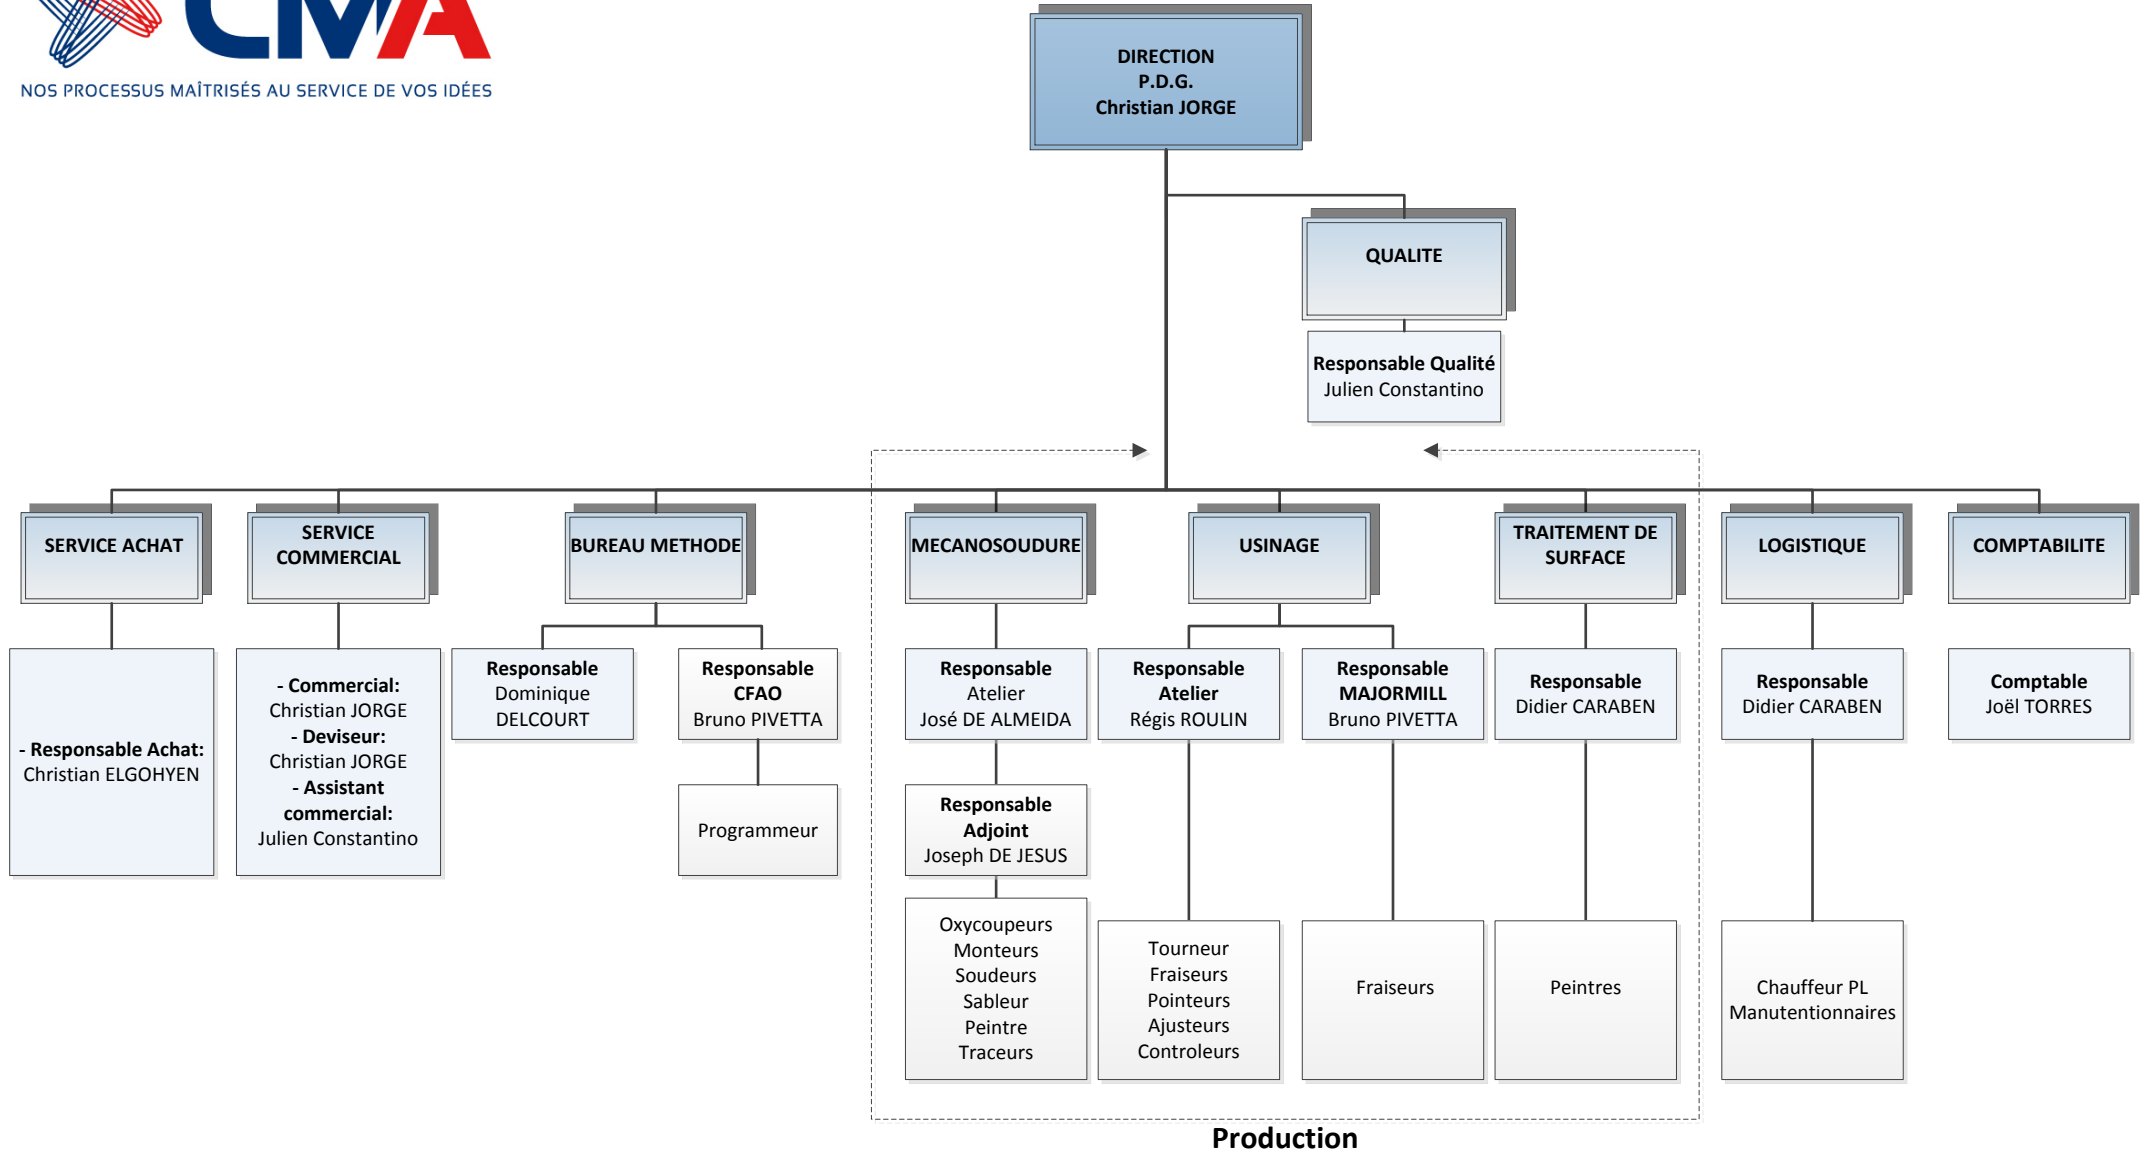 CMA
NOS PROCESSUS MAÎTRISÉS AU SERVICE DE VOS IDÉES
DIRECTION
P.D.G.
Christian JORGE
QUALITE
Responsable Qualité
Julien Constantino
SERVICE ACHAT
SERVICE
COMMERCIAL
BUREAU METHODE
MECANOSOUDURE
USINAGE
TRAITEMENT DE
SURFACE
LOGISTIQUE
COMPTABILITE
- Responsable Achat:
Christian ELGOHYEN
- Commercial:
Christian JORGE
- Deviseur:
Christian JORGE
- Assistant
commercial:
Julien Constantino
Responsable
Dominique
DELCOURT
Responsable
CFAO
Bruno PIVETTA
Programmeur
Responsable
Atelier
José DE ALMEIDA
Responsable
Adjoint
Joseph DE JESUS
Oxycoupeurs
Monteurs
Soudeurs
Sableur
Peintre
Traceurs
Responsable
Atelier
Régis ROULIN
Tourneur
Fraiseurs
Pointeurs
Ajusteurs
Controleurs
Responsable
MAJORMILL
Bruno PIVETTA
Fraiseurs
Responsable
Didier CARABEN
Peintres
Responsable
Didier CARABEN
Chauffeur PL
Manutentionnaires
Comptable
Joël TORRES
Production